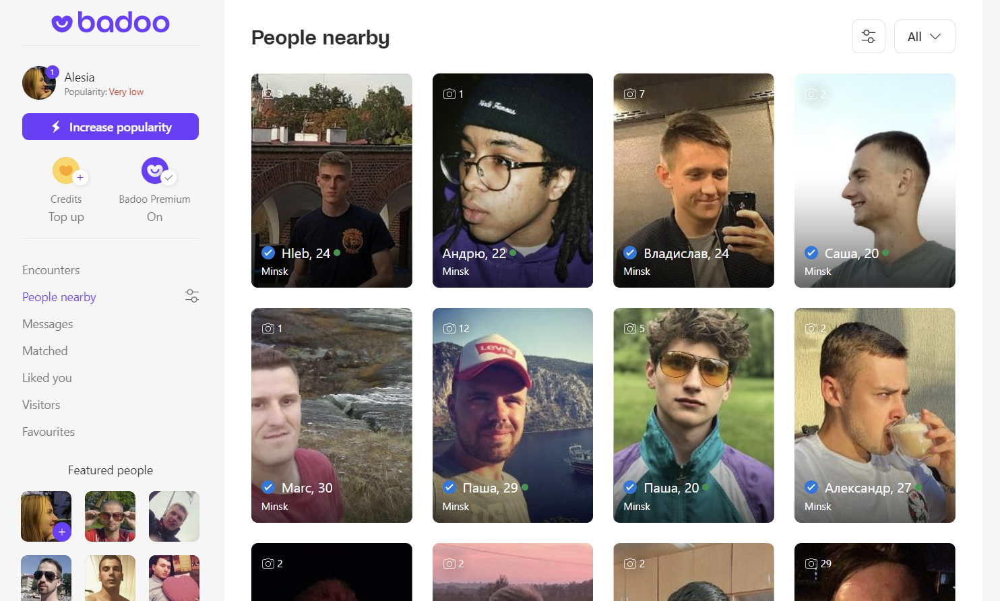 badoo
1
Alesia
Popularity: Very low
Increase popularity
Credits
Top up
Badoo Premium
On
Encounters
People nearby
Messages
Matched
Liked you
Visitors
Favourites
Featured people
People nearby
All
3
Hleb, 24
Minsk
1
Андрю, 22
Minsk
7
Владислав, 24
Minsk
2
Саша, 20
Minsk
1
Marc, 30
Minsk
12
Levi's
Паша, 29
Minsk
5
Паша, 20
Minsk
2
Александр, 27
Minsk
2
2
2
29